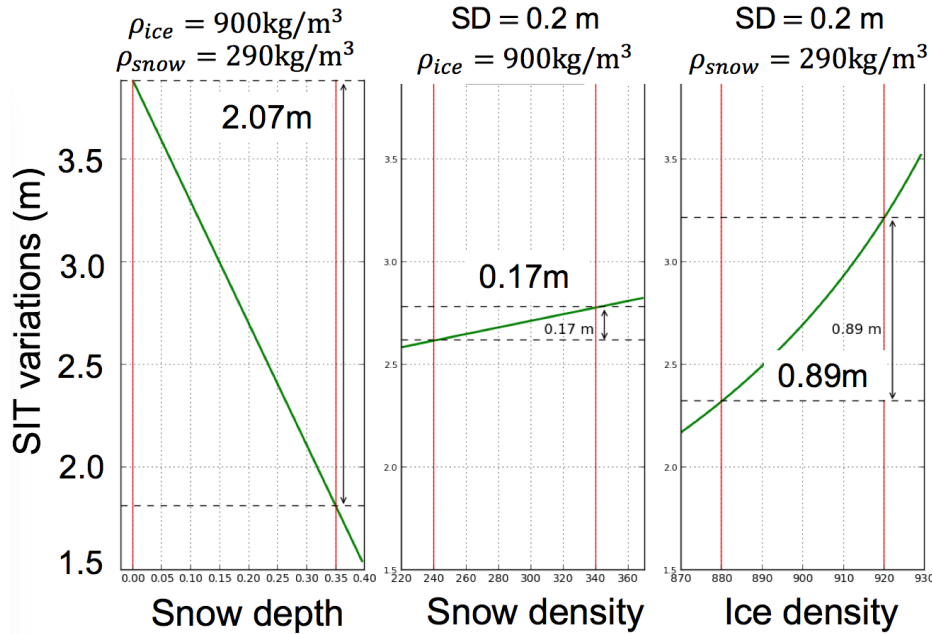 ρ_ice = 900kg/m³
ρ_snow = 290kg/m³
SD = 0.2 m
ρ_ice = 900kg/m³
SD = 0.2 m
ρ_snow = 290kg/m³
SIT variations (m)
3.5
3.0
2.5
2.0
1.5
2.07m
0.00 0.05 0.10 0.15 0.20 0.25 0.30 0.35 0.40
Snow depth
3.5
3.0
2.5
2.0
1.5
0.17m
0.17 m
220 240 260 280 300 320 340 360
Snow density
3.5
3.0
2.5
2.0
1.5
0.89 m
0.89m
870 880 890 900 910 920 930
Ice density